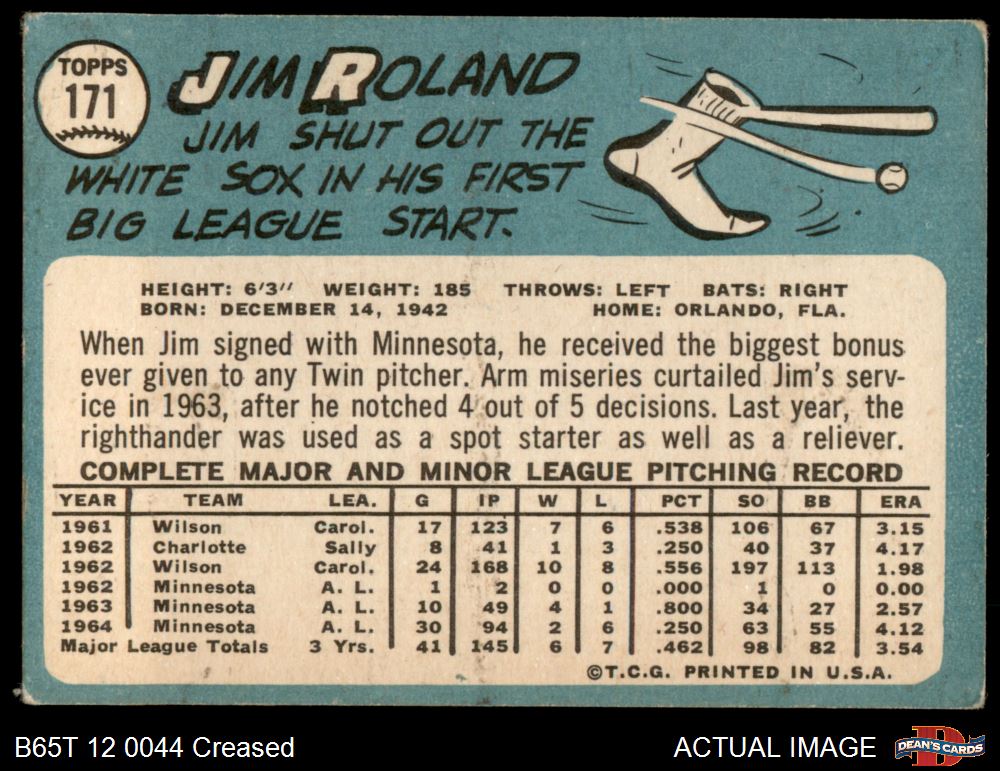 TOPPS
171
JIM ROLAND
JIM SHUT OUT THE
WHITE SOX IN HIS FIRST
BIG LEAGUE START.
HEIGHT: 6'3" WEIGHT: 185 THROWS: LEFT BATS: RIGHT
BORN: DECEMBER 14, 1942 HOME: ORLANDO, FLA.
When Jim signed with Minnesota, he received the biggest bonus
ever given to any Twin pitcher. Arm miseries curtailed Jim's serv-
ice in 1963, after he notched 4 out of 5 decisions. Last year, the
righthander was used as a spot starter as well as a reliever.
COMPLETE MAJOR AND MINOR LEAGUE PITCHING RECORD
YEAR TEAM LEA. G IP W L PCT SO BB ERA
1961 Wilson Carol. 17 123 7 6 .538 106 67 3.15
1962 Charlotte Sally 8 41 1 3 .250 40 37 4.17
1962 Wilson Carol. 24 168 10 8 .556 197 113 1.98
1962 Minnesota A. L. 1 2 0 0 .000 1 0 0.00
1963 Minnesota A. L. 10 49 4 1 .800 34 27 2.57
1964 Minnesota A. L. 30 94 2 6 .250 63 55 4.12
Major League Totals 3 Yrs. 41 145 6 7 .462 98 82 3.54
©T.C.G. PRINTED IN U.S.A.
B65T 12 0044 Creased
ACTUAL IMAGE
D
DEAN'S CARDS